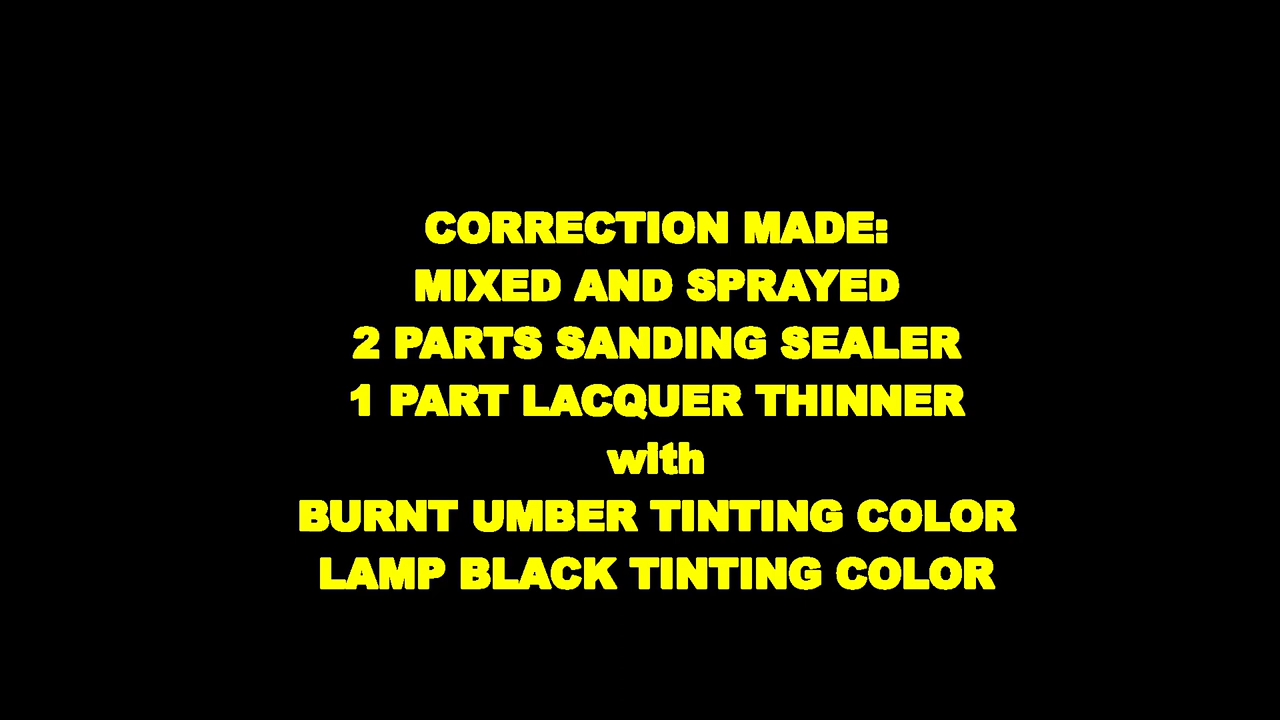 CORRECTION MADE:
MIXED AND SPRAYED
2 PARTS SANDING SEALER
1 PART LACQUER THINNER
with
BURNT UMBER TINTING COLOR
LAMP BLACK TINTING COLOR